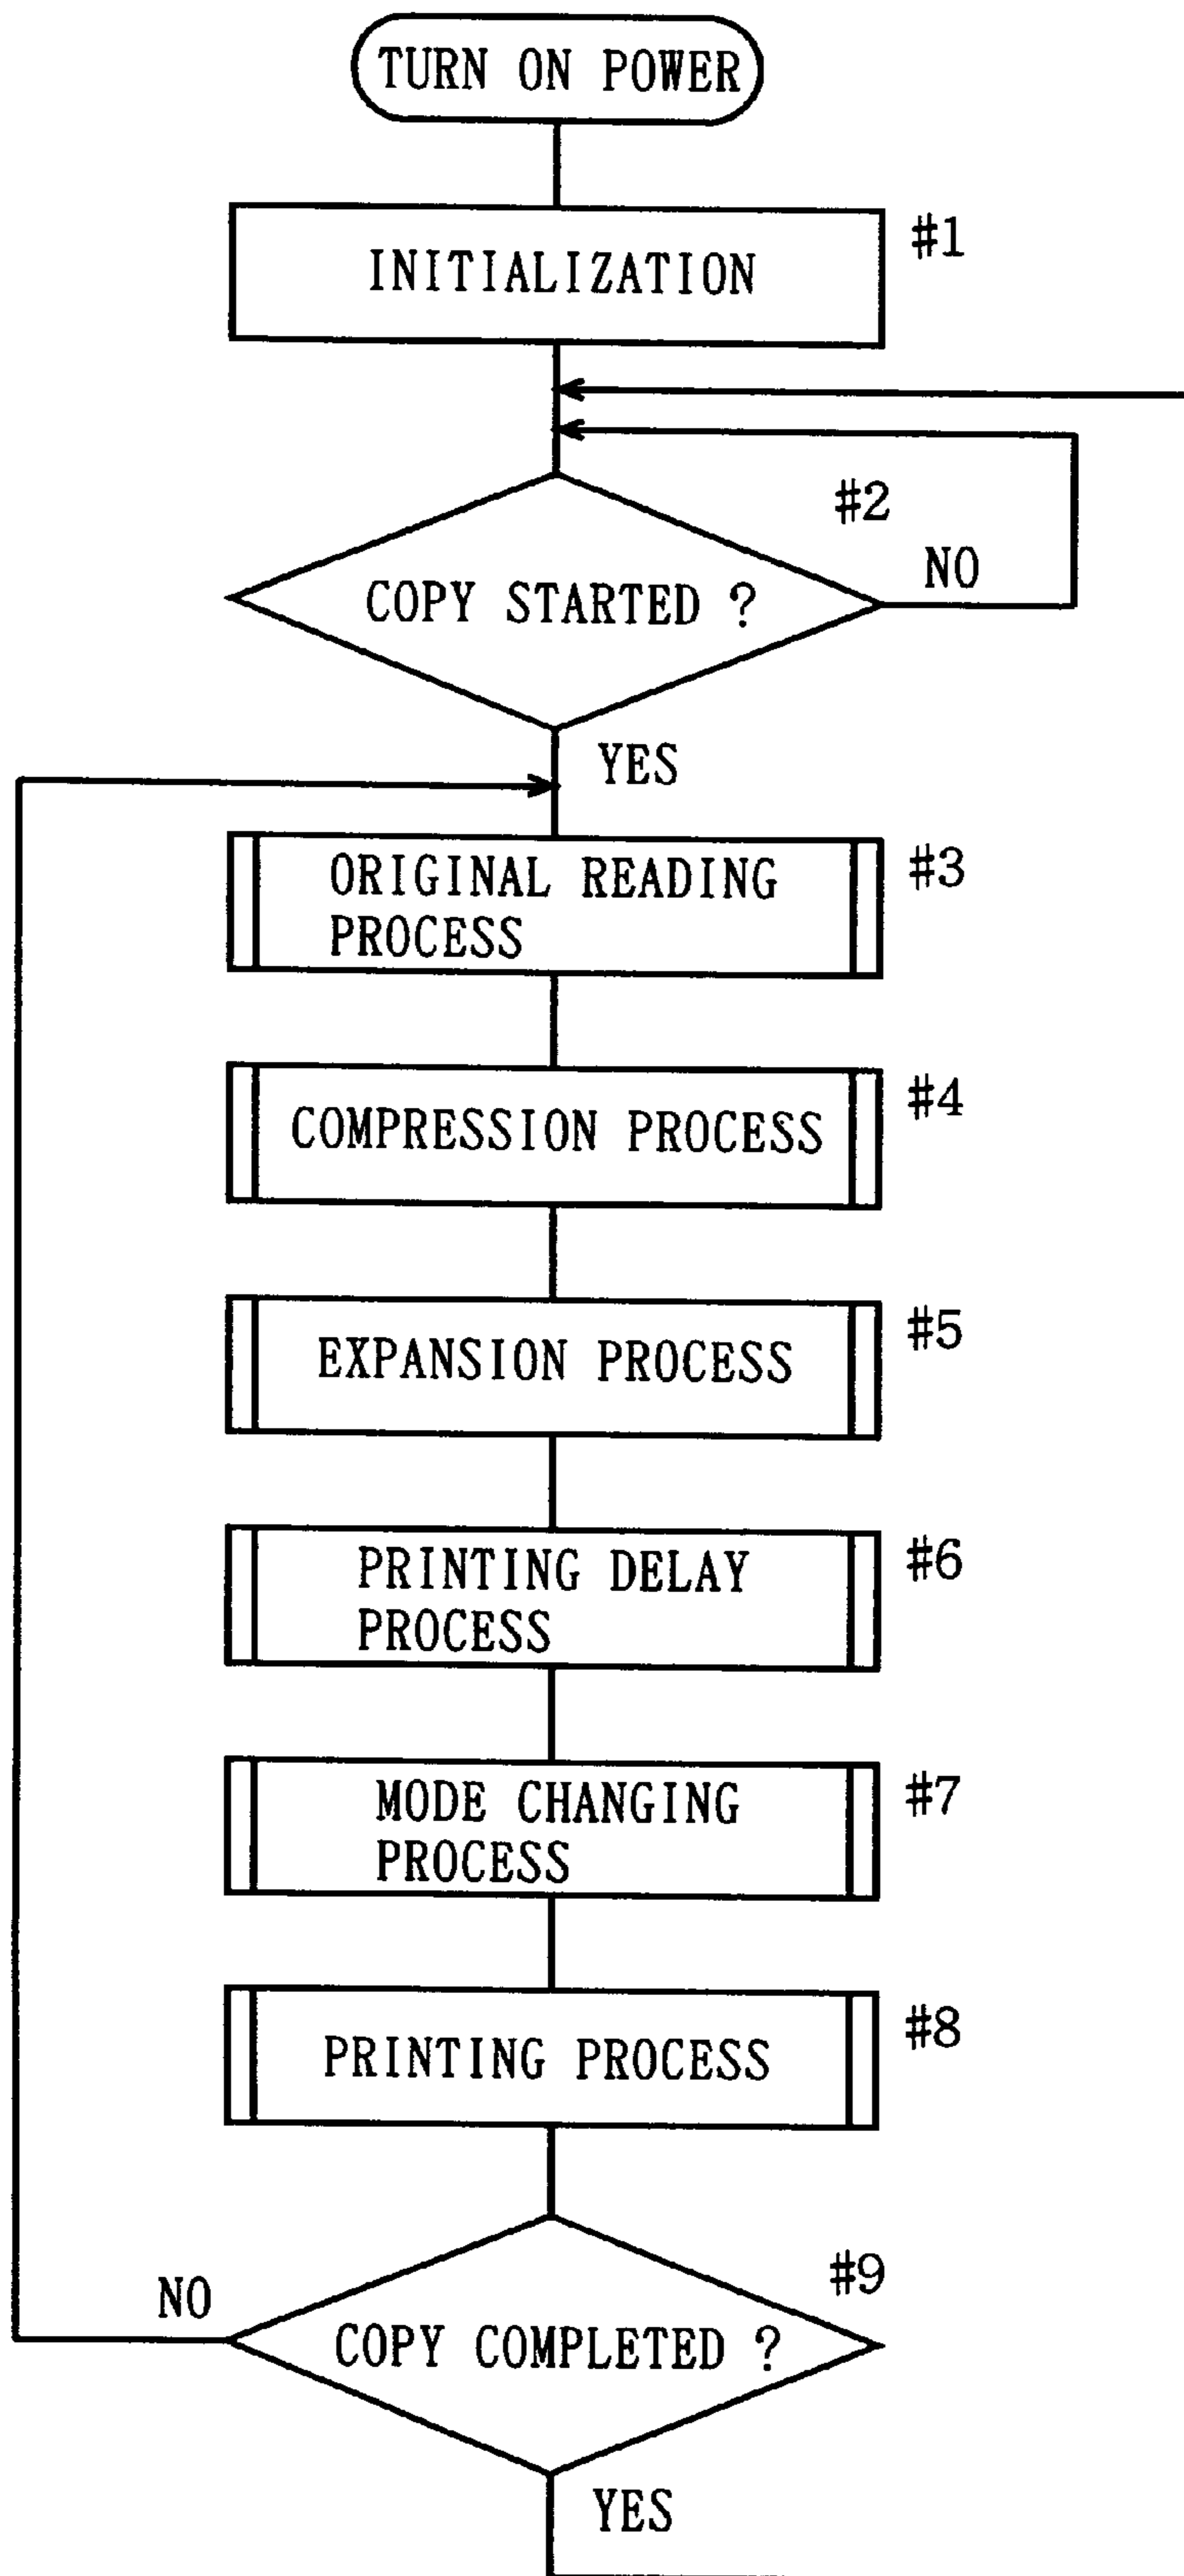 TURN ON POWER
INITIALIZATION
#1
#2
NO
COPY STARTED ?
YES
ORIGINAL READING
PROCESS
#3
COMPRESSION PROCESS
#4
EXPANSION PROCESS
#5
PRINTING DELAY
PROCESS
#6
MODE CHANGING
PROCESS
#7
PRINTING PROCESS
#8
#9
NO
COPY COMPLETED ?
YES